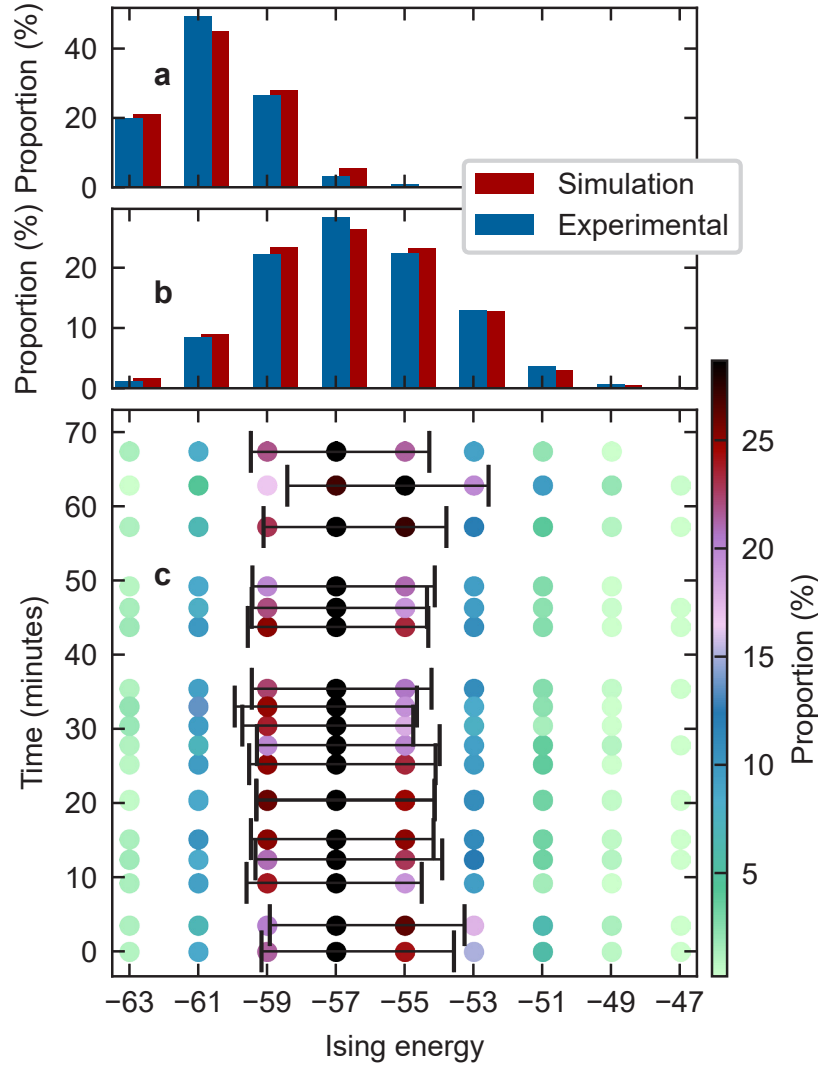 Proportion (%)
40
20
0
a
Simulation
Experimental
Proportion (%)
20
10
0
b
Time (minutes)
70
60
50
40
30
20
10
0
c
25
20
15
10
5
Proportion (%)
−63 −61 −59 −57 −55 −53 −51 −49 −47
Ising energy